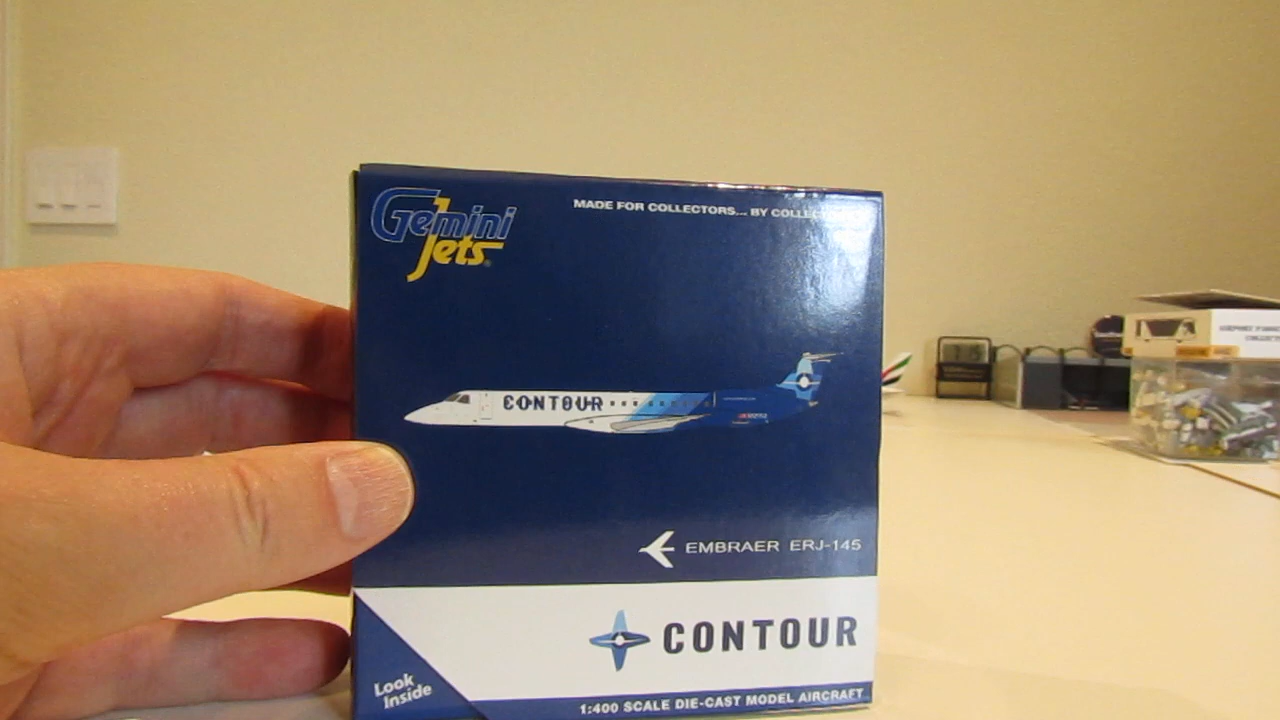 Gemini
Jets
MADE FOR COLLECTORS... BY
CONTOUR
EMBRAER ERJ-145
CONTOUR
Look
Inside
1:400 SCALE DIE-CAST MODEL AIRCRAFT